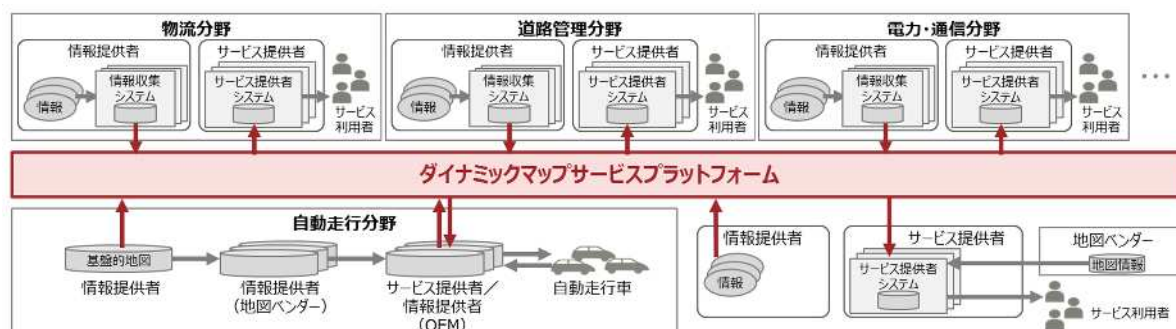 物流分野
情報提供者
サービス提供者
情報
情報収集
システム
サービス提供者
システム
サービス
利用者
道路管理分野
情報提供者
サービス提供者
情報
情報収集
システム
サービス提供者
システム
サービス
利用者
電力・通信分野
情報提供者
サービス提供者
情報
情報収集
システム
サービス提供者
システム
サービス
利用者
…
ダイナミックマップサービスプラットフォーム
自動走行分野
基盤的地図
情報提供者
情報提供者
(地図ベンダー)
サービス提供者／
情報提供者
(OEM)
自動走行車
情報提供者
情報
サービス提供者
サービス提供者
システム
地図ベンダー
地図情報
サービス利用者